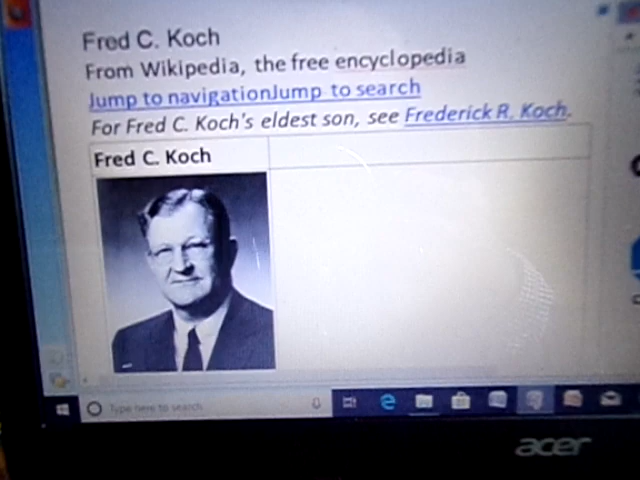 Fred C. Koch
From Wikipedia, the free encyclopedia
Jump to navigationJump to search
For Fred C. Koch's eldest son, see Frederick R. Koch.
Fred C. Koch
Type here to search
acer